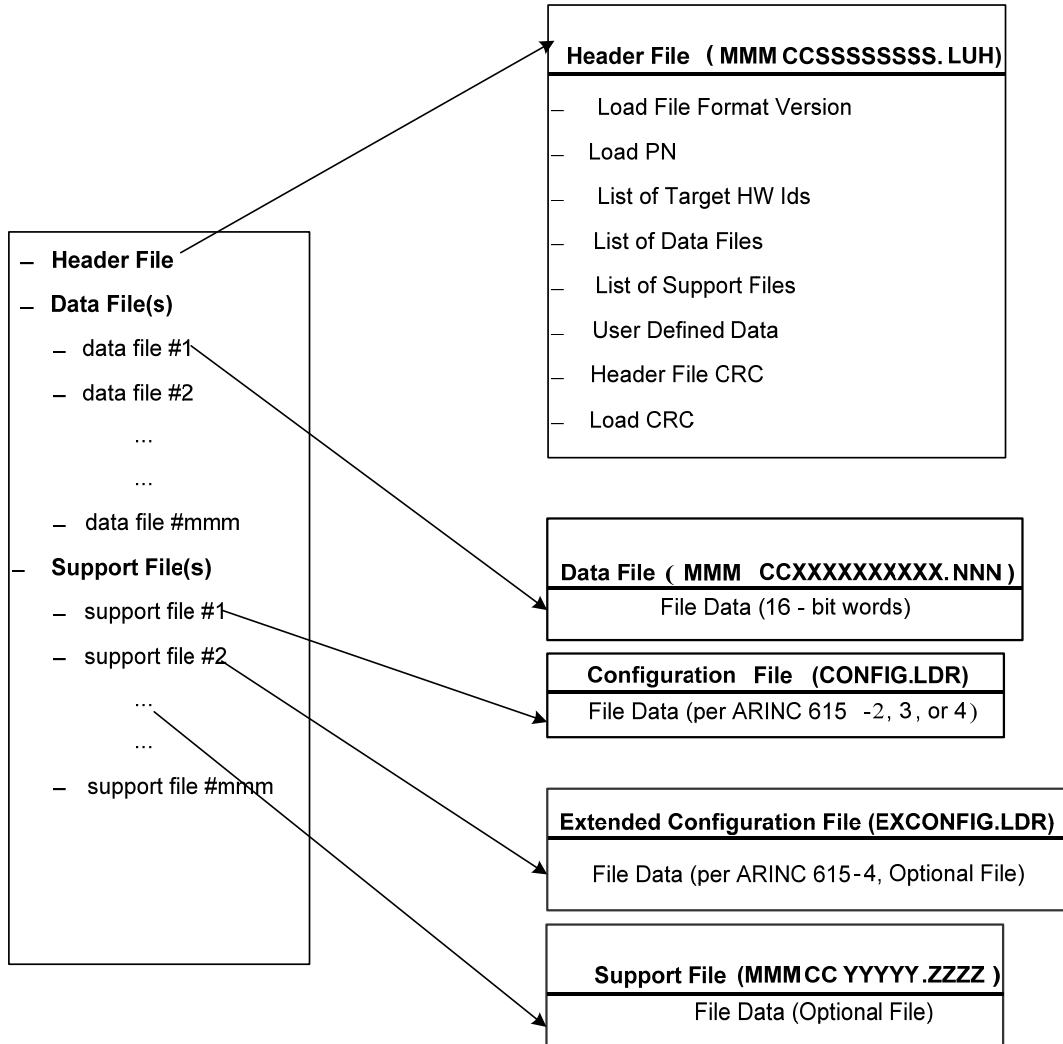 – Header File
– Data File(s)
– data file #1
– data file #2
...
...
– data file #mmm
– Support File(s)
– support file #1
– support file #2
...
...
– support file #mmm
Header File ( MMM CCSSSSSSSS. LUH)
– Load File Format Version
– Load PN
– List of Target HW Ids
– List of Data Files
– List of Support Files
– User Defined Data
– Header File CRC
– Load CRC
Data File ( MMM CCXXXXXXXXXX. NNN )
File Data (16 - bit words)
Configuration File (CONFIG.LDR)
File Data (per ARINC 615 -2, 3, or 4)
Extended Configuration File (EXCONFIG.LDR)
File Data (per ARINC 615-4, Optional File)
Support File (MMMCC YYYYY .ZZZZ )
File Data (Optional File)